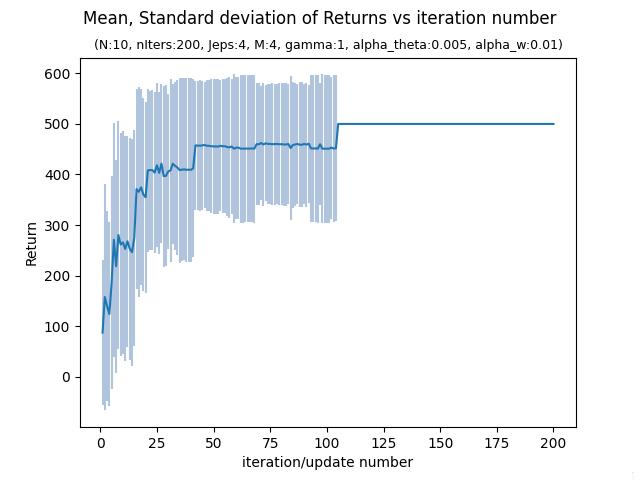 Mean, Standard deviation of Returns vs iteration number
(N:10, nIters:200, Jeps:4, M:4, gamma:1, alpha_theta:0.005, alpha_w:0.01)
600
500
400
300
200
100
0
Return
0 25 50 75 100 125 150 175 200
iteration/update number